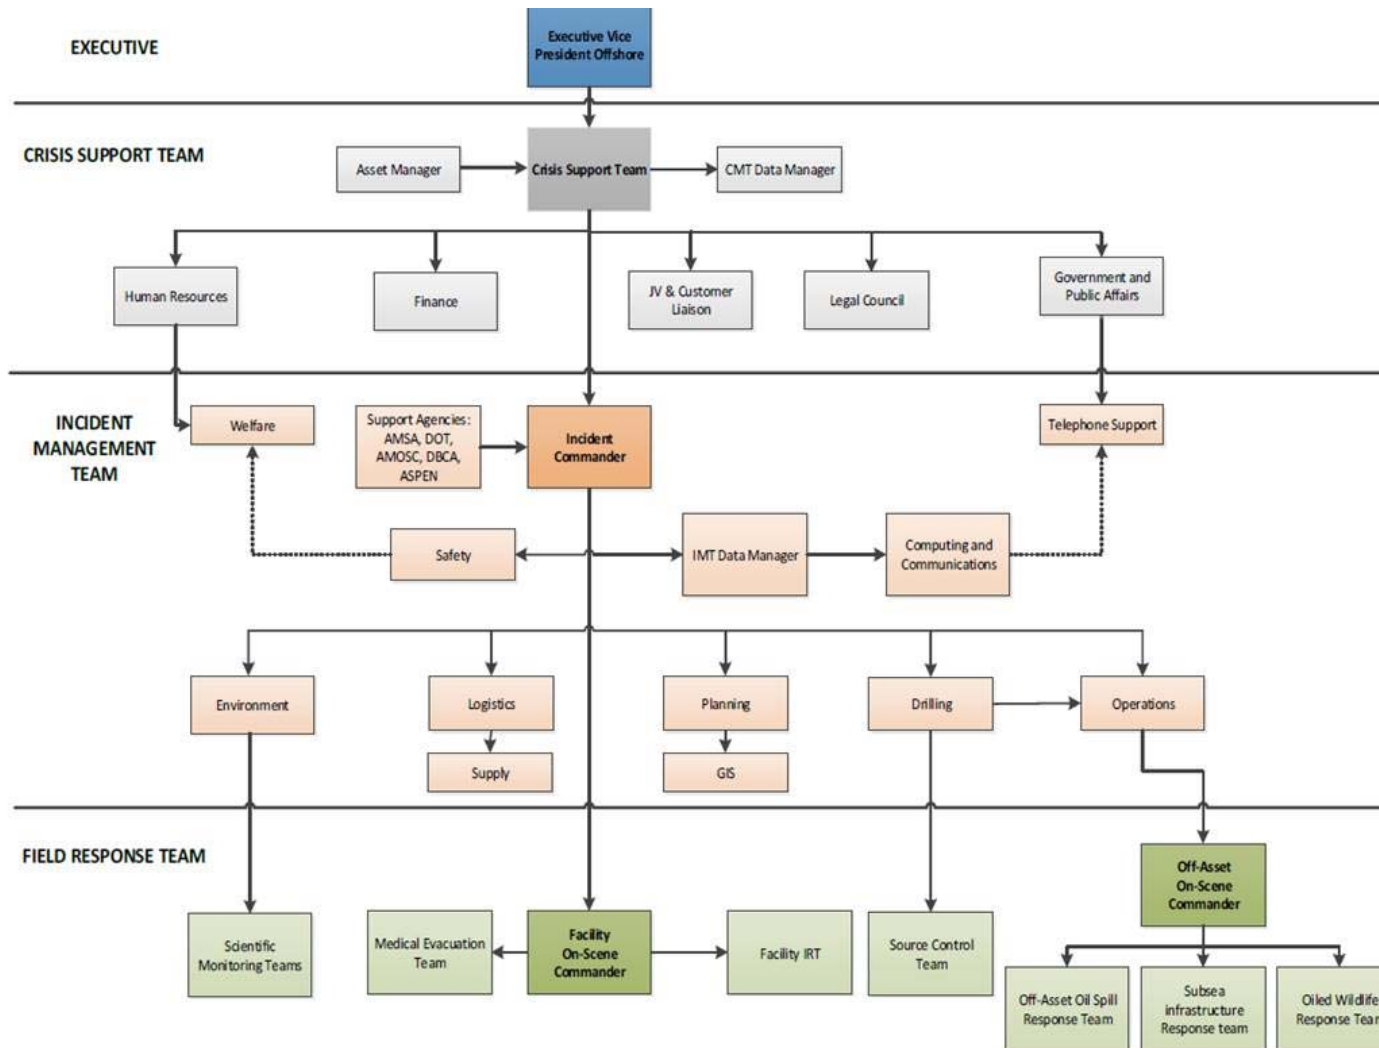 EXECUTIVE
Executive Vice
President Offshore
CRISIS SUPPORT TEAM
Asset Manager
Crisis Support Team
CMT Data Manager
Human Resources
Finance
JV & Customer
Liaison
Legal Council
Government and
Public Affairs
INCIDENT
MANAGEMENT
TEAM
Welfare
Support Agencies:
AMSA, DOT,
AMOSC, DBCA,
ASPEN
Incident
Commander
Telephone Support
Safety
IMT Data Manager
Computing and
Communications
Environment
Logistics
Planning
Drilling
Operations
Supply
GIS
FIELD RESPONSE TEAM
Off-Asset
On-Scene
Commander
Scientific
Monitoring Teams
Medical Evacuation
Team
Facility
On-Scene
Commander
Facility IRT
Source Control
Team
Off-Asset Oil Spill
Response Team
Subsea
infrastructure
Response team
Oiled Wildlife
Response Team